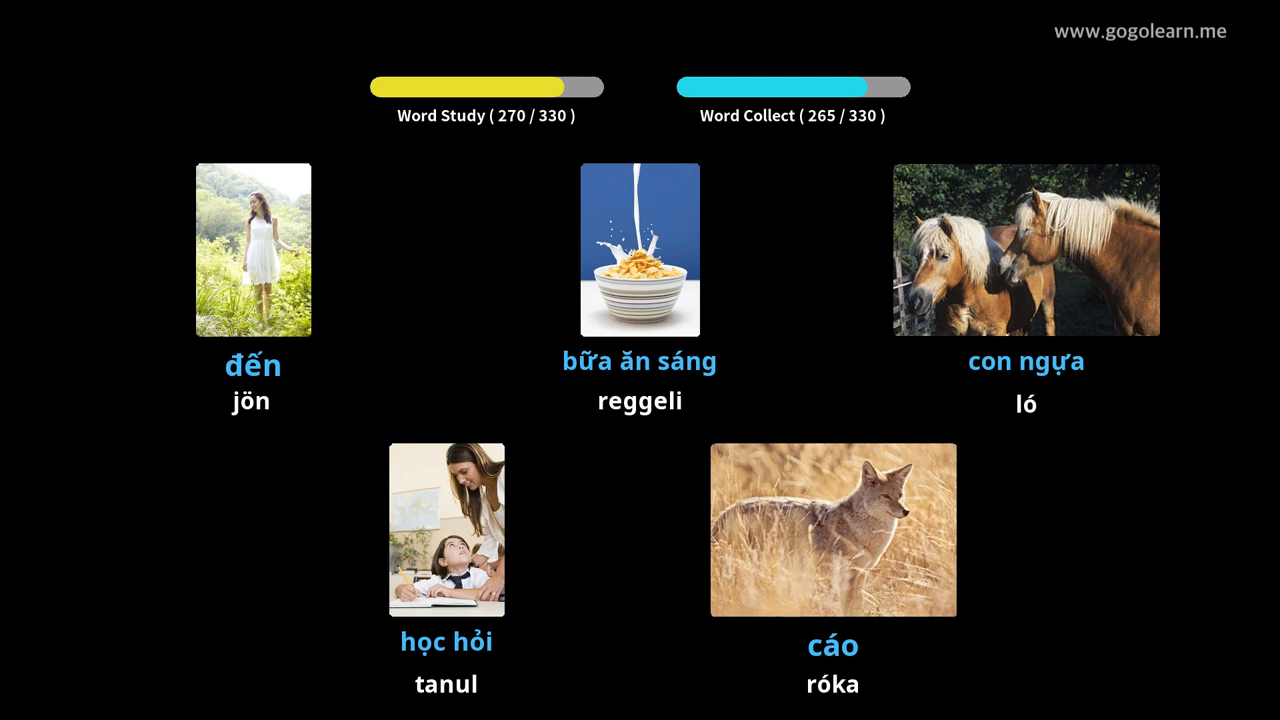 www.gogolearn.me
Word Study ( 270 / 330 )
Word Collect ( 265 / 330 )
đến
jön
bữa ăn sáng
reggeli
con ngựa
ló
học hỏi
tanul
cáo
róka